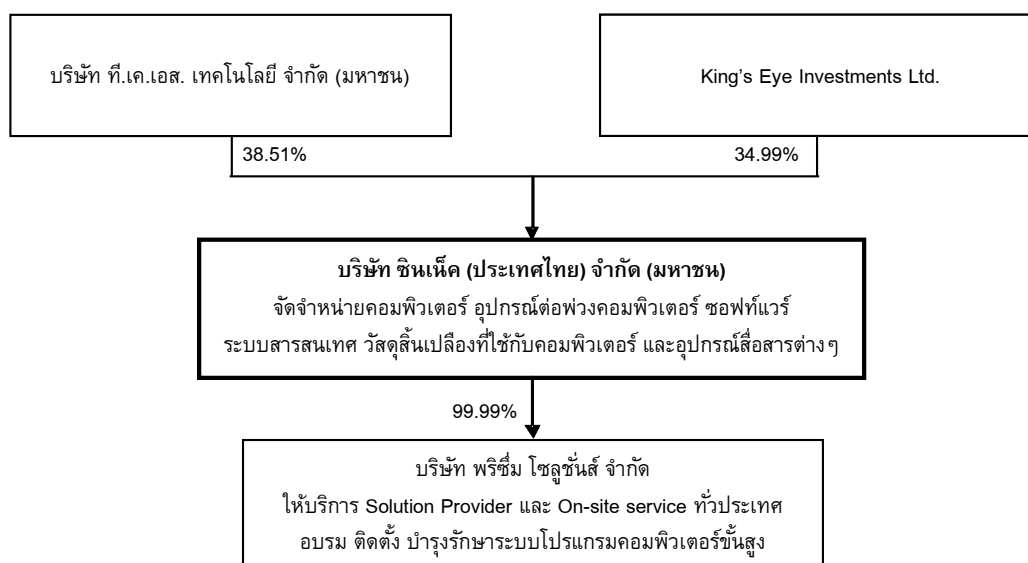 บริษัท ที.เค.เอส. เทคโนโลยี จำกัด (มหาชน)
King's Eye Investments Ltd.
38.51%
34.99%
บริษัท ซินเน็ค (ประเทศไทย) จำกัด (มหาชน)
จัดจำหน่ายคอมพิวเตอร์ อุปกรณ์ต่อพ่วงคอมพิวเตอร์ ซอฟท์แวร์
ระบบสารสนเทศ วัสดุสิ้นเปลืองที่ใช้กับคอมพิวเตอร์ และอุปกรณ์สื่อสารต่างๆ
99.99%
บริษัท พริซึ่ม โซลูชั่นส์ จำกัด
ให้บริการ Solution Provider และ On-site service ทั่วประเทศ
อบรม ติดตั้ง บำรุงรักษาระบบโปรแกรมคอมพิวเตอร์ขั้นสูง